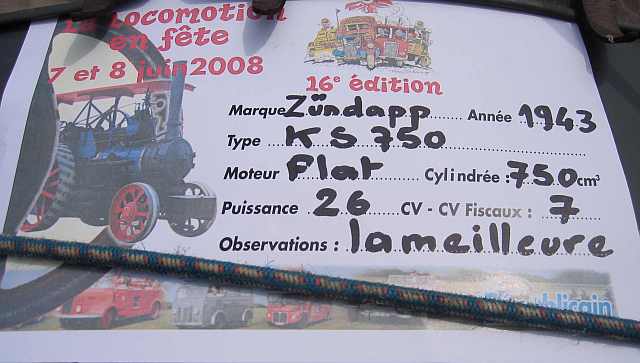 La Locomotion
en fête
7 et 8 juin 2008
16e édition
Marque Zündapp Année 1943
Type KS 750
Moteur Flat Cylindrée : 750 cm3
Puissance 26 CV - CV Fiscaux : 7
Observations : la meilleure
Républicain